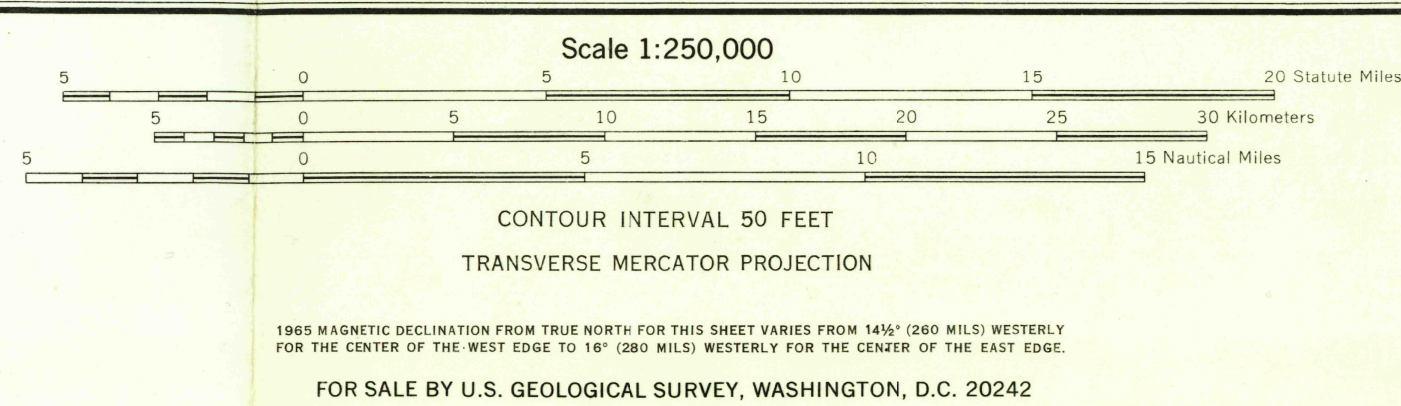 Scale 1:250,000
5 0 5 10 15 20 Statute Miles
5 0 5 10 15 20 25 30 Kilometers
5 0 5 10 15 Nautical Miles
CONTOUR INTERVAL 50 FEET
TRANSVERSE MERCATOR PROJECTION
1965 MAGNETIC DECLINATION FROM TRUE NORTH FOR THIS SHEET VARIES FROM 14½° (260 MILS) WESTERLY
FOR THE CENTER OF THE WEST EDGE TO 16° (280 MILS) WESTERLY FOR THE CENTER OF THE EAST EDGE.
FOR SALE BY U.S. GEOLOGICAL SURVEY, WASHINGTON, D.C. 20242